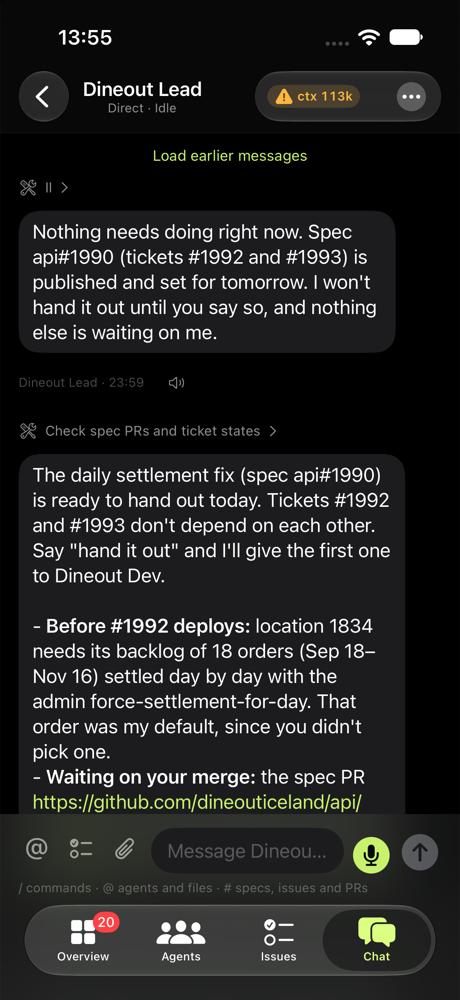 13:55
Dineout Lead
Direct · Idle
ctx 113k
Load earlier messages
Nothing needs doing right now. Spec
api#1990 (tickets #1992 and #1993) is
published and set for tomorrow. I won't
hand it out until you say so, and nothing
else is waiting on me.
Dineout Lead · 23:59
Check spec PRs and ticket states
The daily settlement fix (spec api#1990)
is ready to hand out today. Tickets #1992
and #1993 don't depend on each other.
Say "hand it out" and I'll give the first one
to Dineout Dev.
- Before #1992 deploys: location 1834
needs its backlog of 18 orders (Sep 18–
Nov 16) settled day by day with the
admin force-settlement-for-day. That
order was my default, since you didn't
pick one.
- Waiting on your merge: the spec PR
https://github.com/dineouticeland/api/
Message Dineou...
/ commands · @ agents and files · # specs, issues and PRs
20
Overview
Agents
Issues
Chat